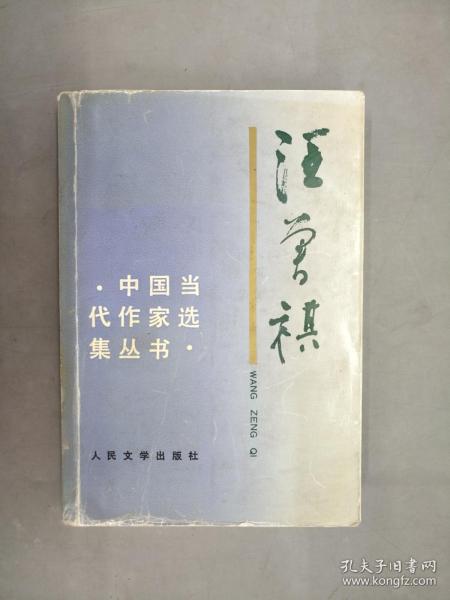 汪曾祺
WANG ZENG QI
·中国当
代作家选
集丛书·
人民文学出版社
孔夫子旧书网
www.kongfz.com